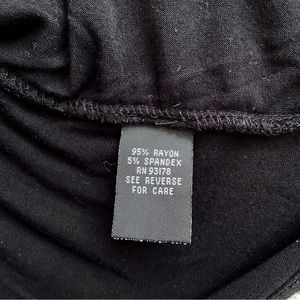 95% RAYON
5% SPANDEX
RN 93178
SEE REVERSE
FOR CARE